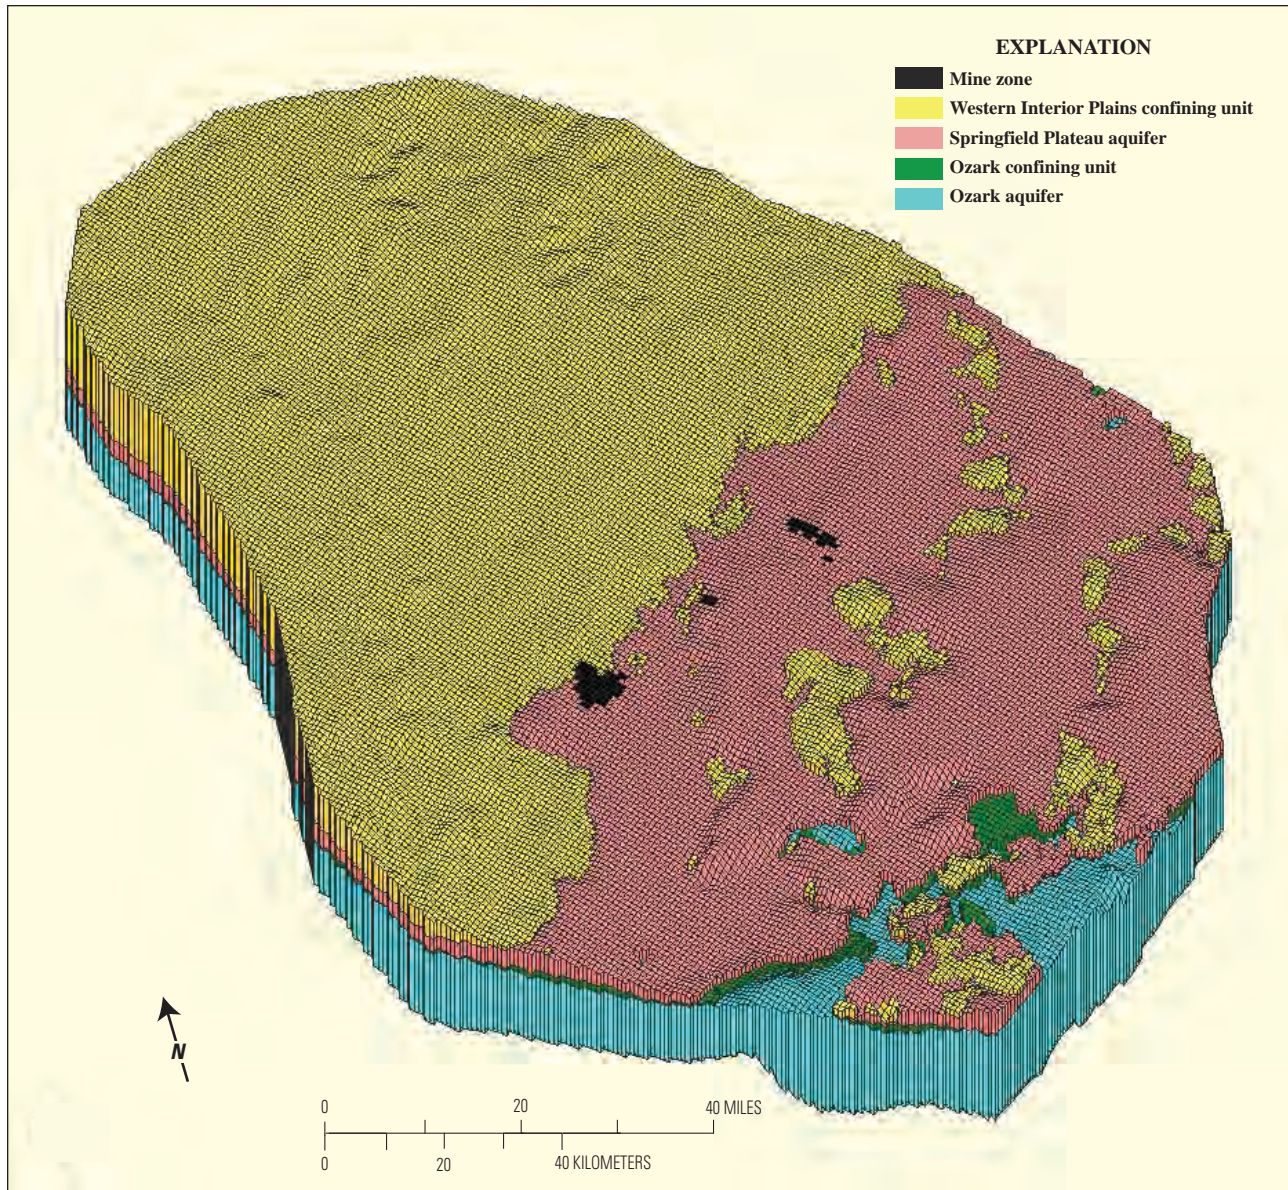 EXPLANATION
Mine zone
Western Interior Plains confining unit
Springfield Plateau aquifer
Ozark confining unit
Ozark aquifer
N
0 20 40 MILES
0 20 40 KILOMETERS